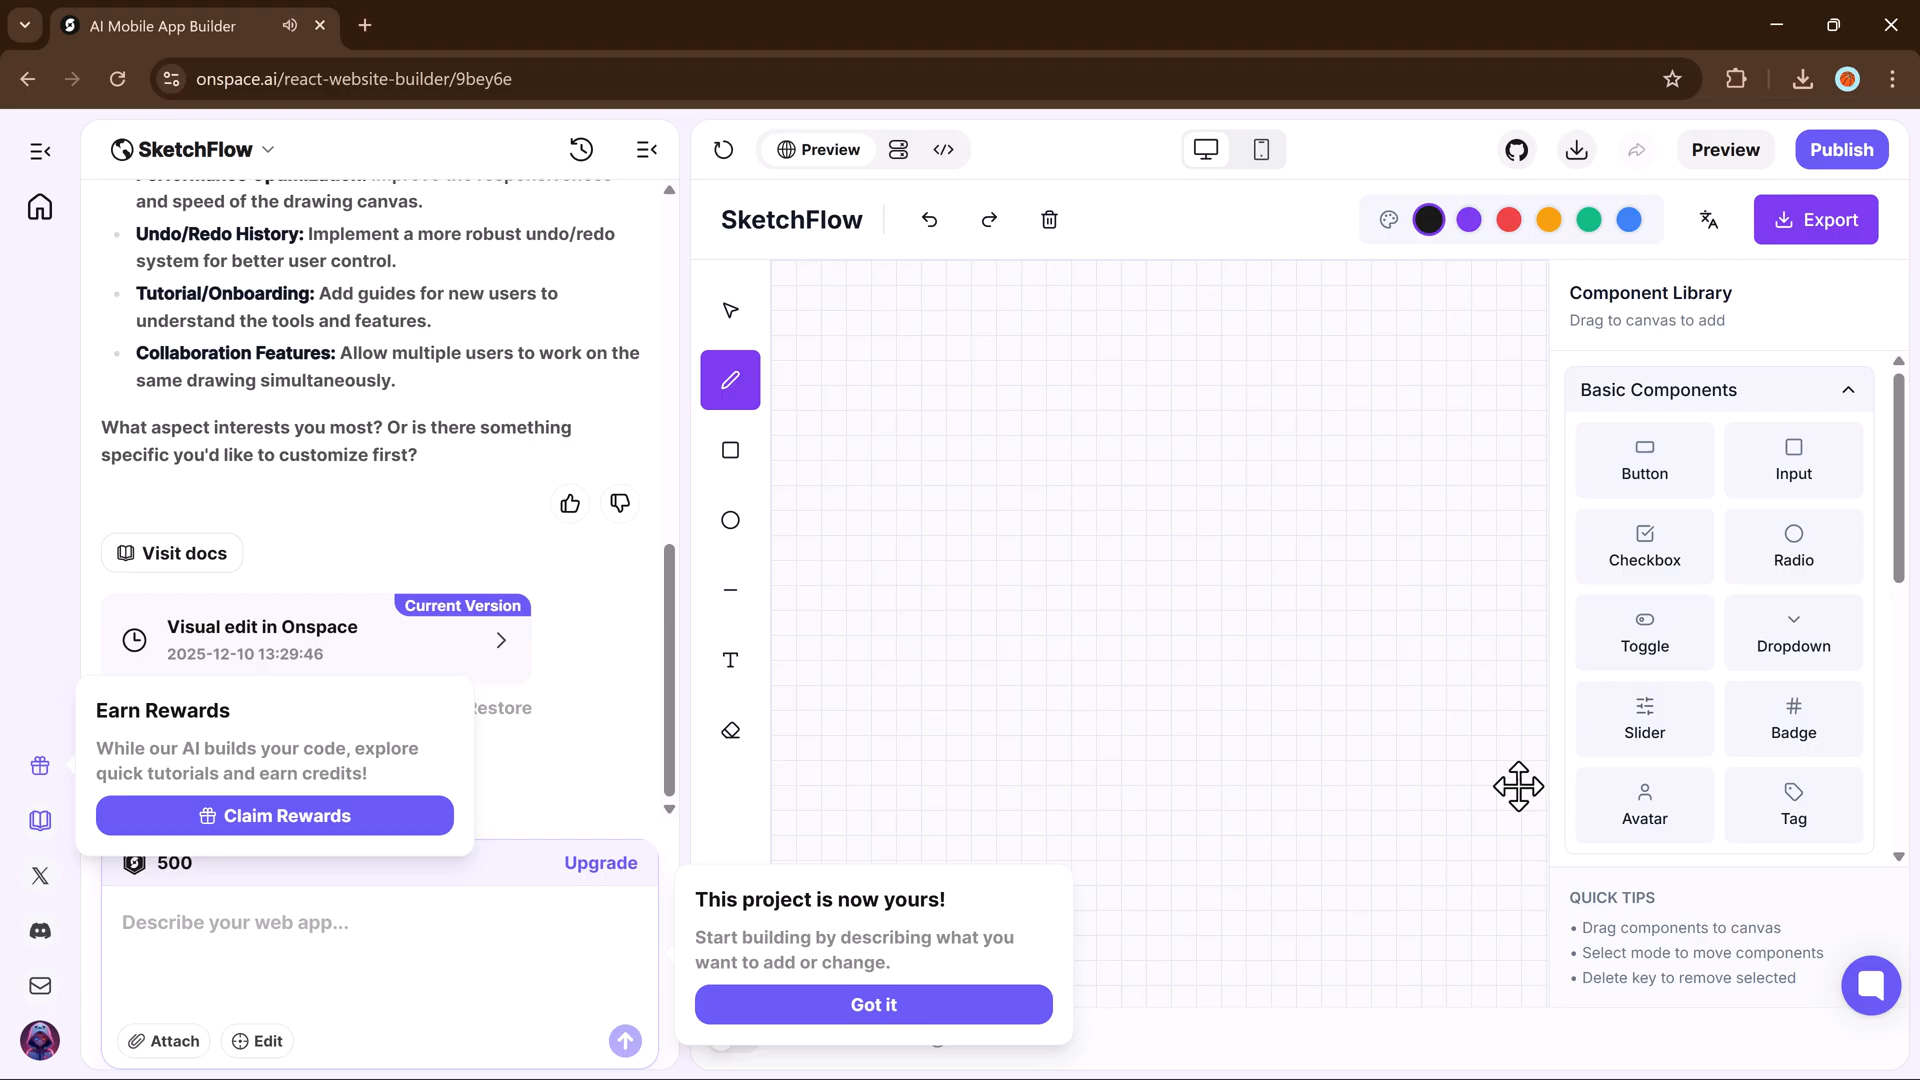 AI Mobile App Builder
onspace.ai/react-website-builder/9bey6e
SketchFlow
and speed of the drawing canvas.
Undo/Redo History: Implement a more robust undo/redo
system for better user control.
Tutorial/Onboarding: Add guides for new users to
understand the tools and features.
Collaboration Features: Allow multiple users to work on the
same drawing simultaneously.
What aspect interests you most? Or is there something
specific you'd like to customize first?
Visit docs
Current Version
Visual edit in Onspace
2025-12-10 13:29:46
Earn Rewards
While our AI builds your code, explore
quick tutorials and earn credits!
Claim Rewards
500
Upgrade
Describe your web app...
Attach
Edit
Preview
Preview
Publish
SketchFlow
Export
Component Library
Drag to canvas to add
Basic Components
Button
Input
Checkbox
Radio
Toggle
Dropdown
Slider
Badge
Avatar
Tag
QUICK TIPS
• Drag components to canvas
• Select mode to move components
• Delete key to remove selected
This project is now yours!
Start building by describing what you
want to add or change.
Got it